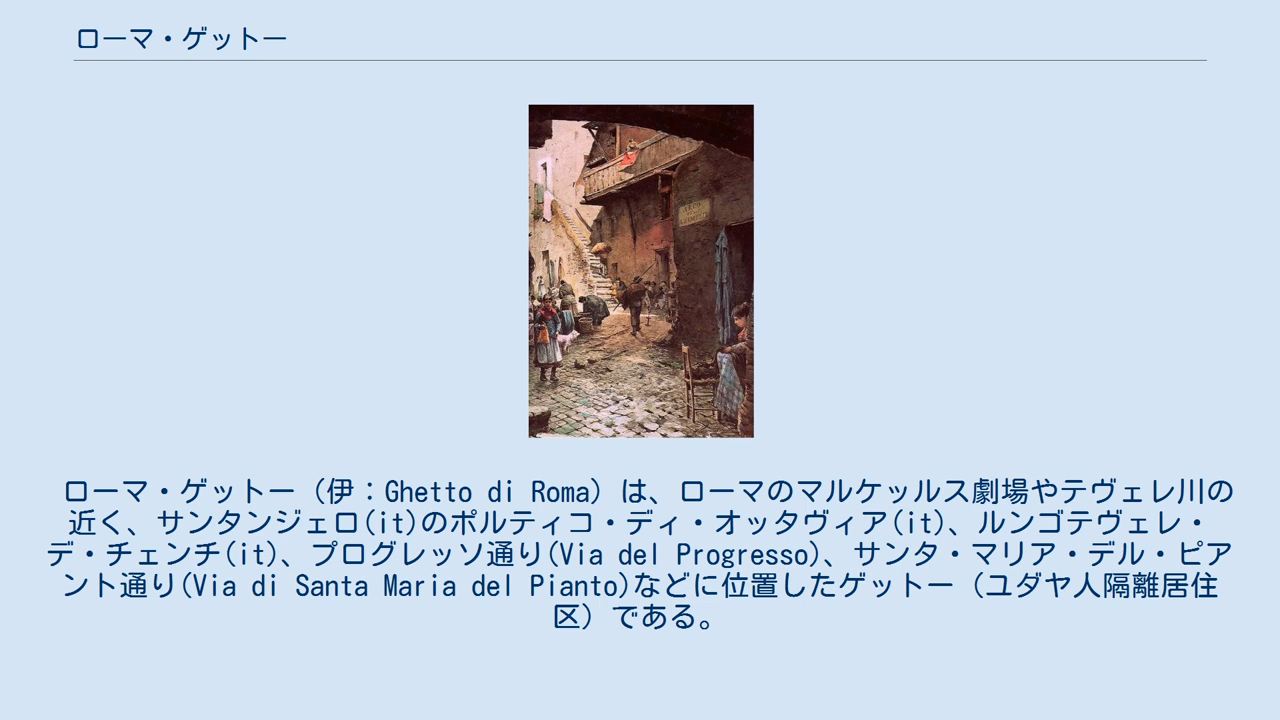 ローマ・ゲットー
ローマ・ゲットー（伊：Ghetto di Roma）は、ローマのマルケッルス劇場やテヴェレ川の
近く、サンタンジェロ(it)のポルティコ・ディ・オッタヴィア(it)、ルンゴテヴェレ・
デ・チェンチ(it)、プログレッソ通り(Via del Progresso)、サンタ・マリア・デル・ピア
ント通り(Via di Santa Maria del Pianto)などに位置したゲットー（ユダヤ人隔離居住
区）である。